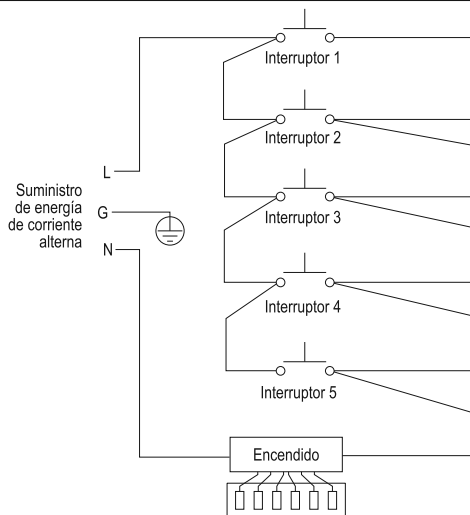 Interruptor 1
Interruptor 2
L
Suministro
de energía
de corriente
alterna
G
Interruptor 3
N
Interruptor 4
Interruptor 5
Encendido